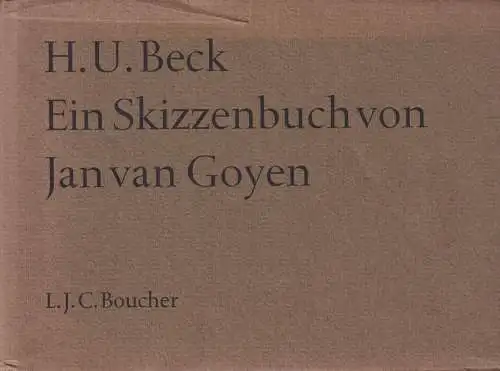 H.U. Beck
Ein Skizzenbuch von
Jan van Goyen
L.J.C. Boucher